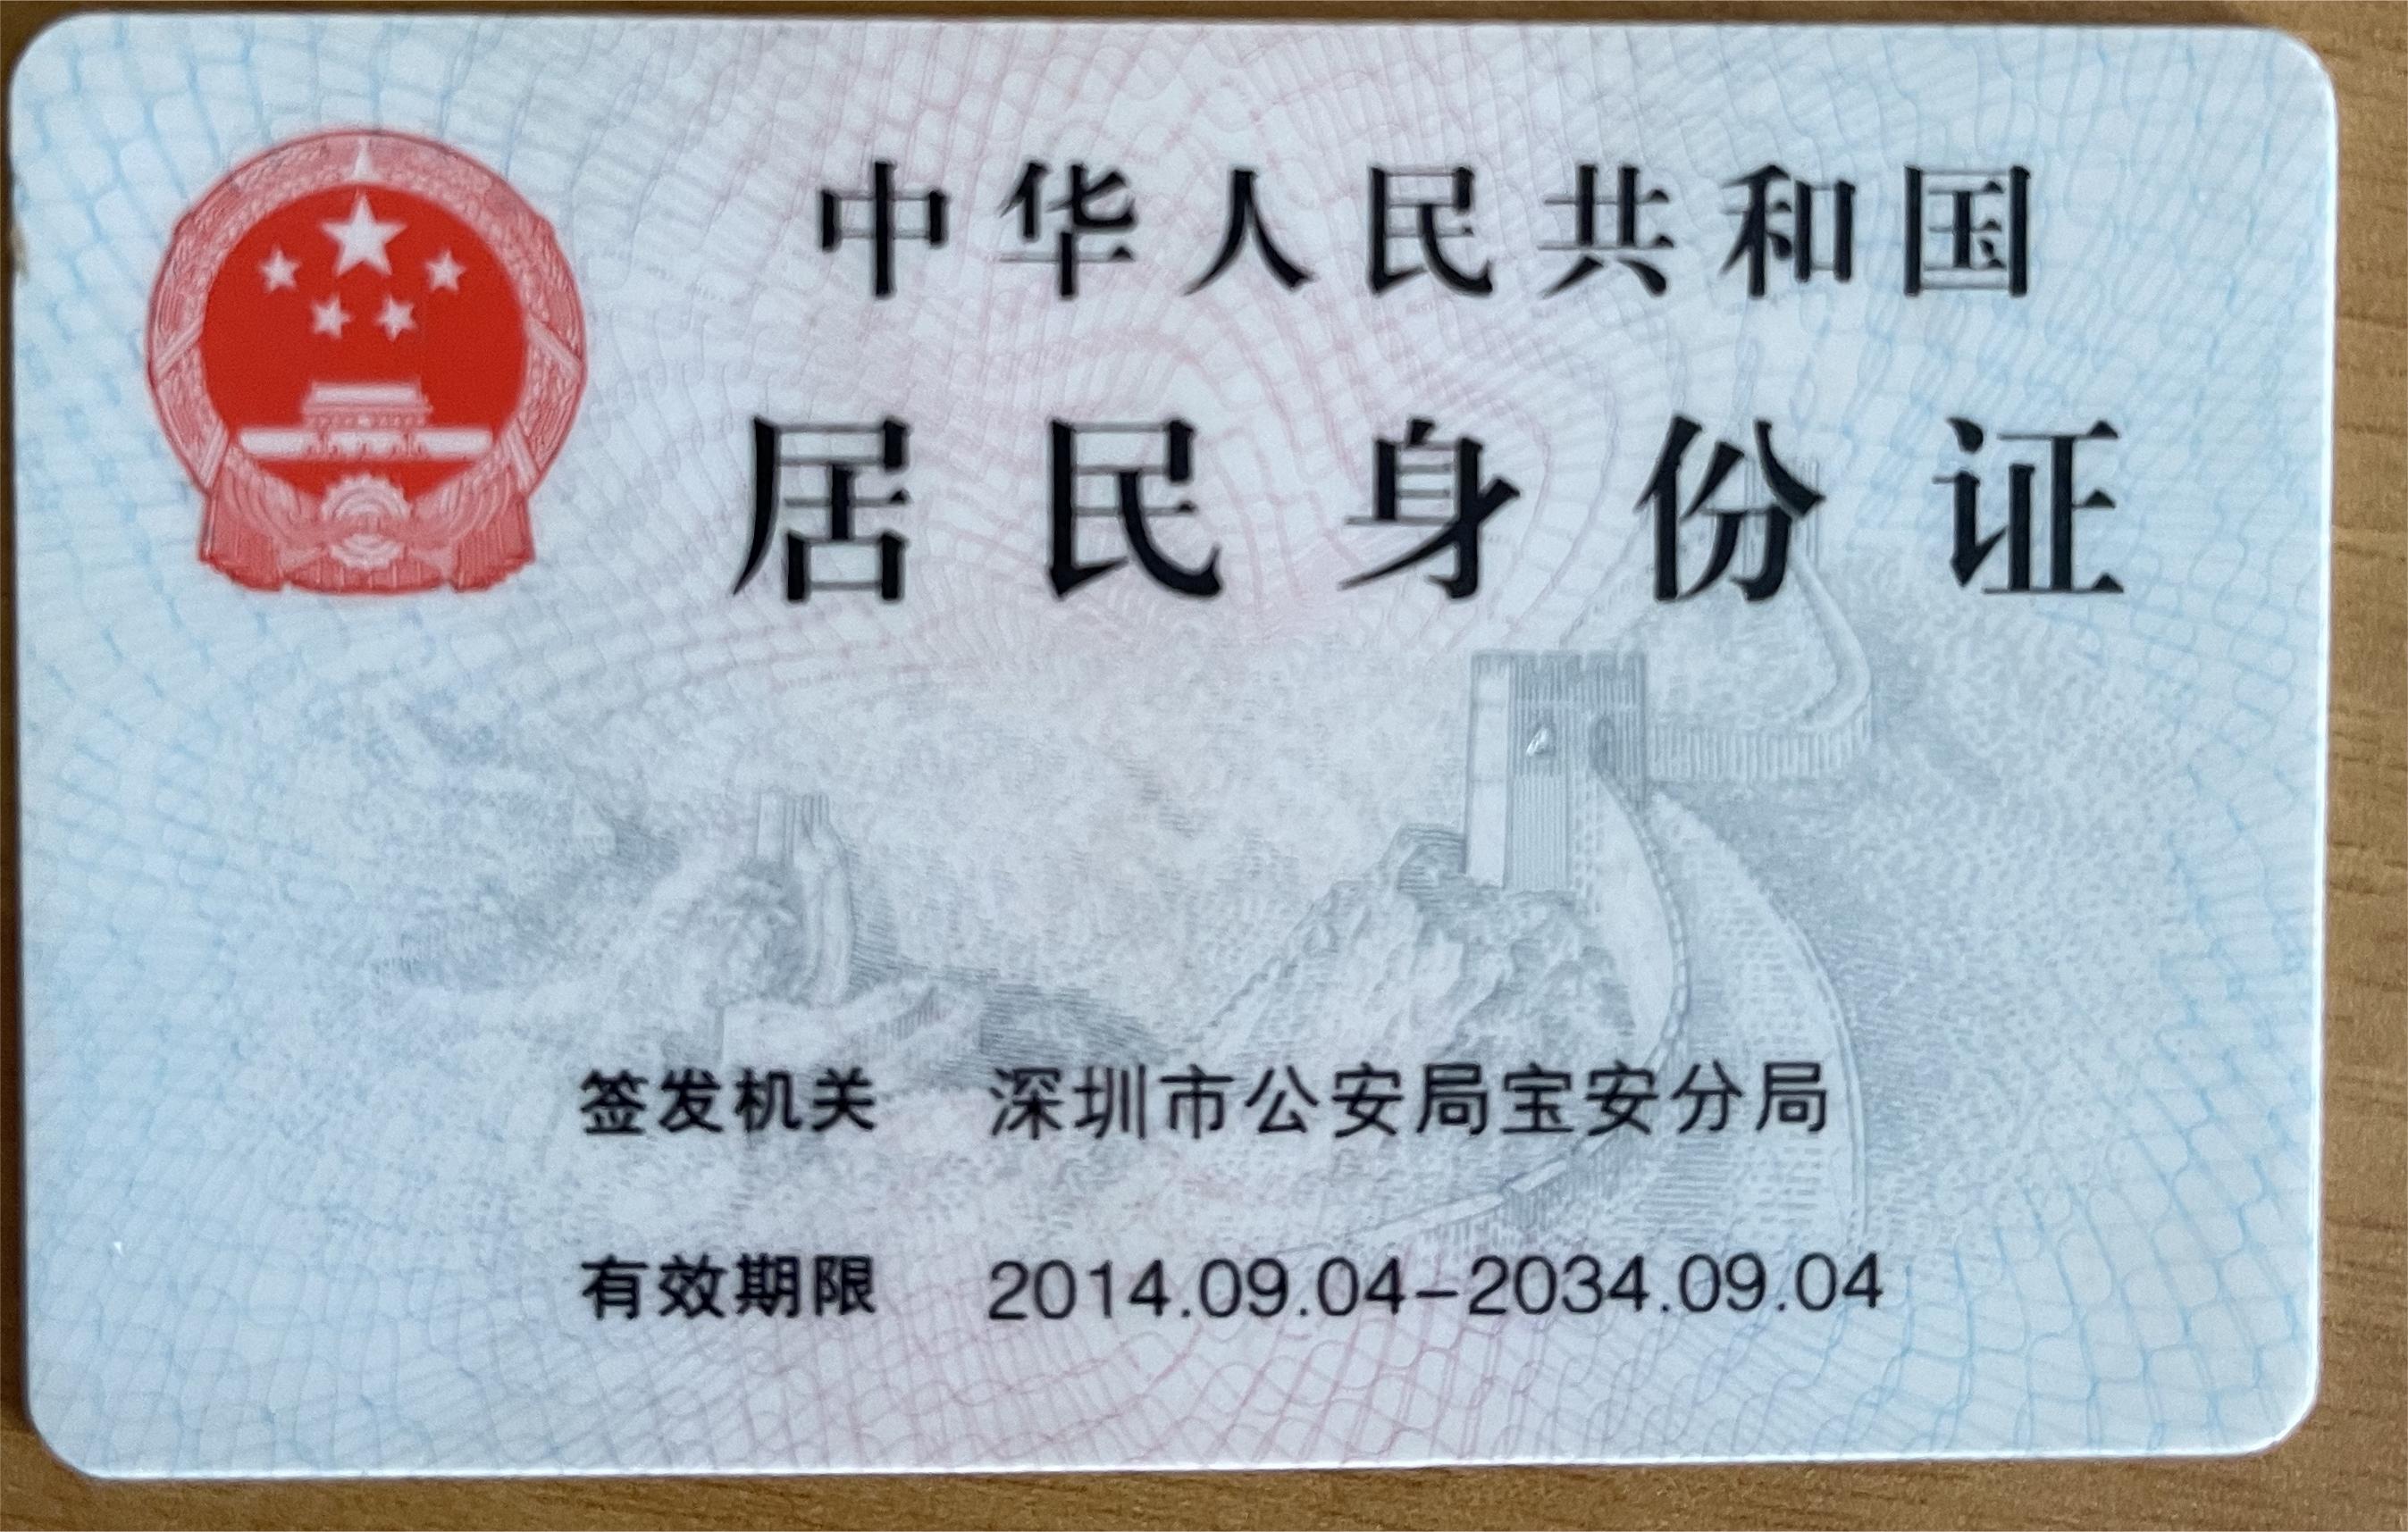 中华人民共和国
居民身份证
签发机关 深圳市公安局宝安分局
有效期限 2014.09.04-2034.09.04